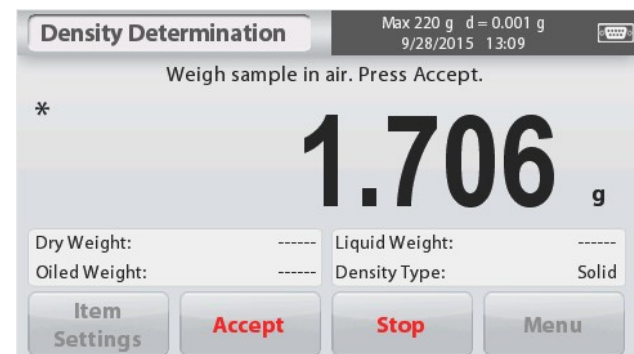 Density Determination
Max 220 g d = 0.001 g
9/28/2015 13:09
Weigh sample in air. Press Accept.
*
1.706 g
Dry Weight: ------ Liquid Weight: ------
Oiled Weight: ------ Density Type: Solid
Item Settings
Accept
Stop
Menu